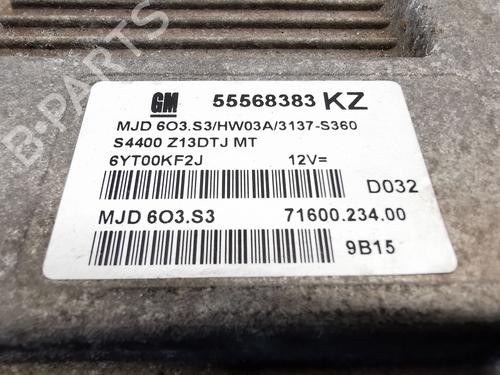 B-PARTS
GM 55568383 KZ
MJD 6O3.S3/HW03A/3137-S360
S4400 Z13DTJ MT
6YT00KF2J 12V=
D032
MJD 6O3.S3 71600.234.00
9B15